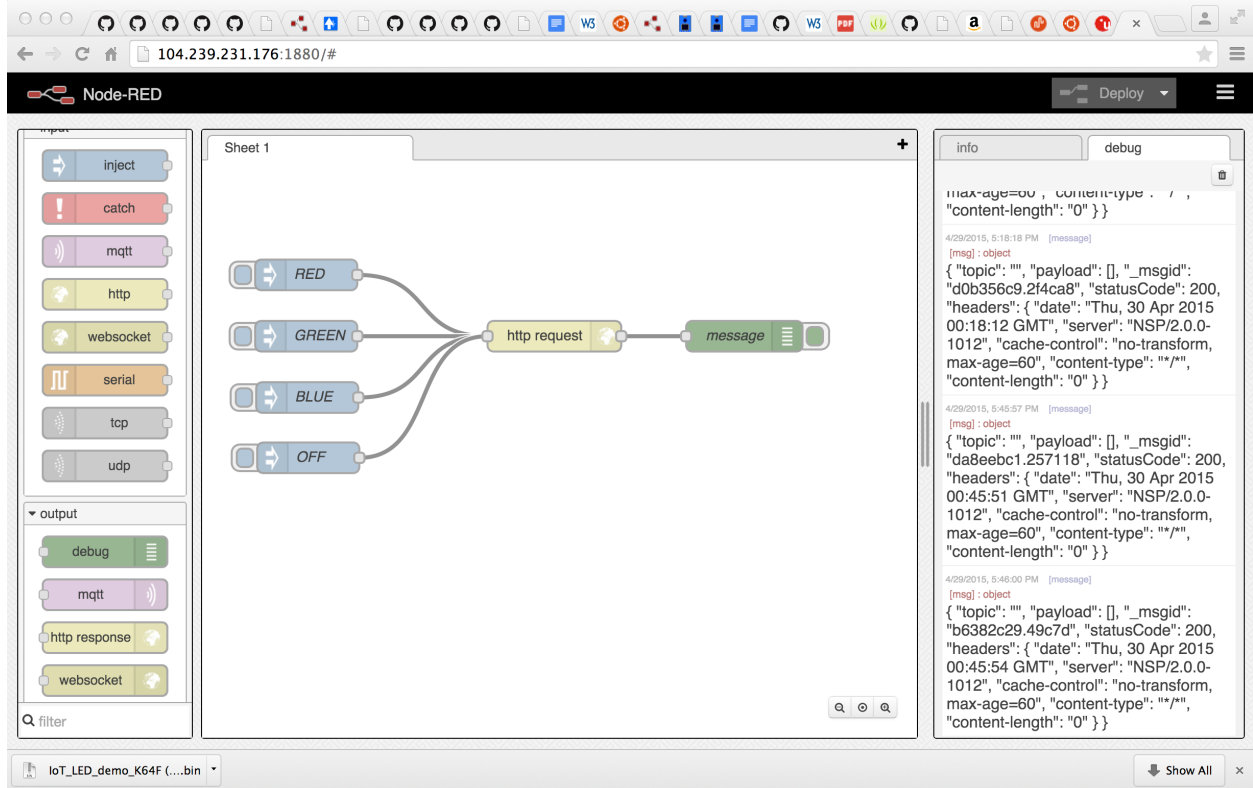 104.239.231.176:1880/#
Node-RED
Deploy
input
inject
catch
mqtt
http
websocket
serial
tcp
udp
output
debug
mqtt
http response
websocket
filter
Sheet 1
RED
GREEN
BLUE
OFF
http request
message
info
debug
max-age=60", "content-type": "*/*",
"content-length": "0" } }
4/29/2015, 5:18:18 PM [message]
[msg] : object
{ "topic": "", "payload": [], "_msgid":
"d0b356c9.2f4ca8", "statusCode": 200,
"headers": { "date": "Thu, 30 Apr 2015
00:18:12 GMT", "server": "NSP/2.0.0-
1012", "cache-control": "no-transform,
max-age=60", "content-type": "*/*",
"content-length": "0" } }
4/29/2015, 5:45:57 PM [message]
[msg] : object
{ "topic": "", "payload": [], "_msgid":
"da8eebc1.257118", "statusCode": 200,
"headers": { "date": "Thu, 30 Apr 2015
00:45:51 GMT", "server": "NSP/2.0.0-
1012", "cache-control": "no-transform,
max-age=60", "content-type": "*/*",
"content-length": "0" } }
4/29/2015, 5:46:00 PM [message]
[msg] : object
{ "topic": "", "payload": [], "_msgid":
"b6382c29.49c7d", "statusCode": 200,
"headers": { "date": "Thu, 30 Apr 2015
00:45:54 GMT", "server": "NSP/2.0.0-
1012", "cache-control": "no-transform,
max-age=60", "content-type": "*/*",
"content-length": "0" } }
IoT_LED_demo_K64F (....bin
Show All